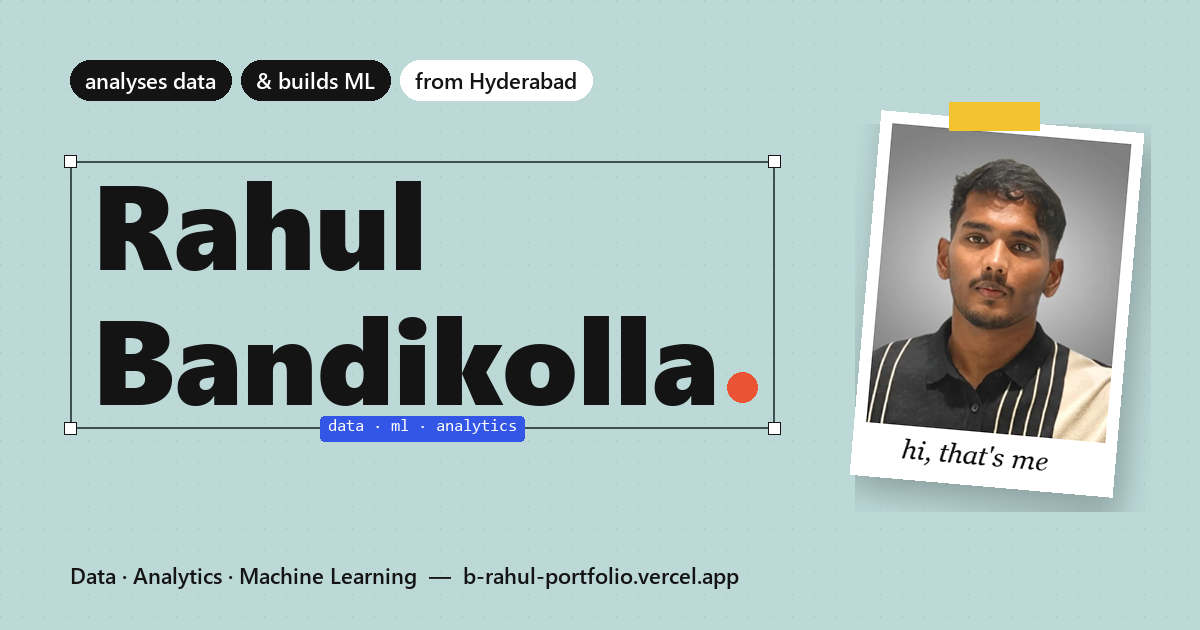 analyses data & builds ML from Hyderabad
Rahul
Bandikolla.
data · ml · analytics
hi, that's me
Data · Analytics · Machine Learning — b-rahul-portfolio.vercel.app